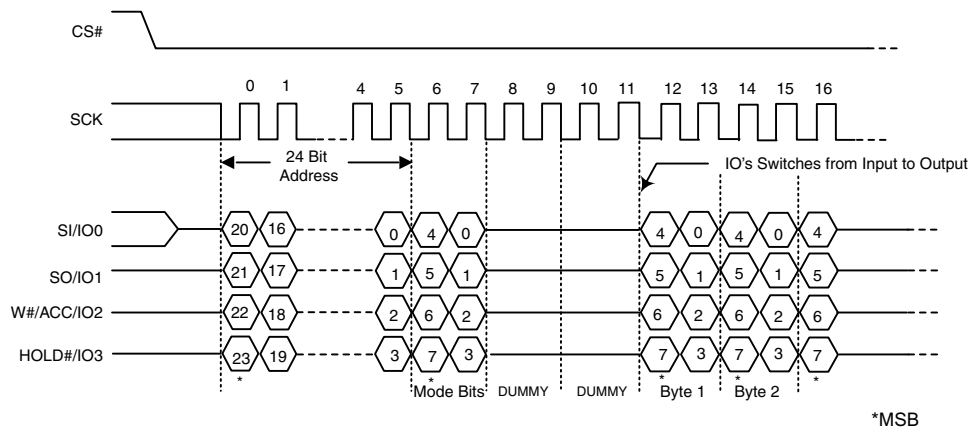 CS#
0 1 4 5 6 7 8 9 10 11 12 13 14 15 16
SCK
24 Bit
Address
IO's Switches from Input to Output
SI/IO0 20 16 0 4 0 4 0 4 0 4
SO/IO1 21 17 1 5 1 5 1 5 1 5
W#/ACC/IO2 22 18 2 6 2 6 2 6 2 6
HOLD#/IO3 23 19 3 7 3 7 3 7 3 7
* * * * *
Mode Bits DUMMY DUMMY Byte 1 Byte 2
*MSB